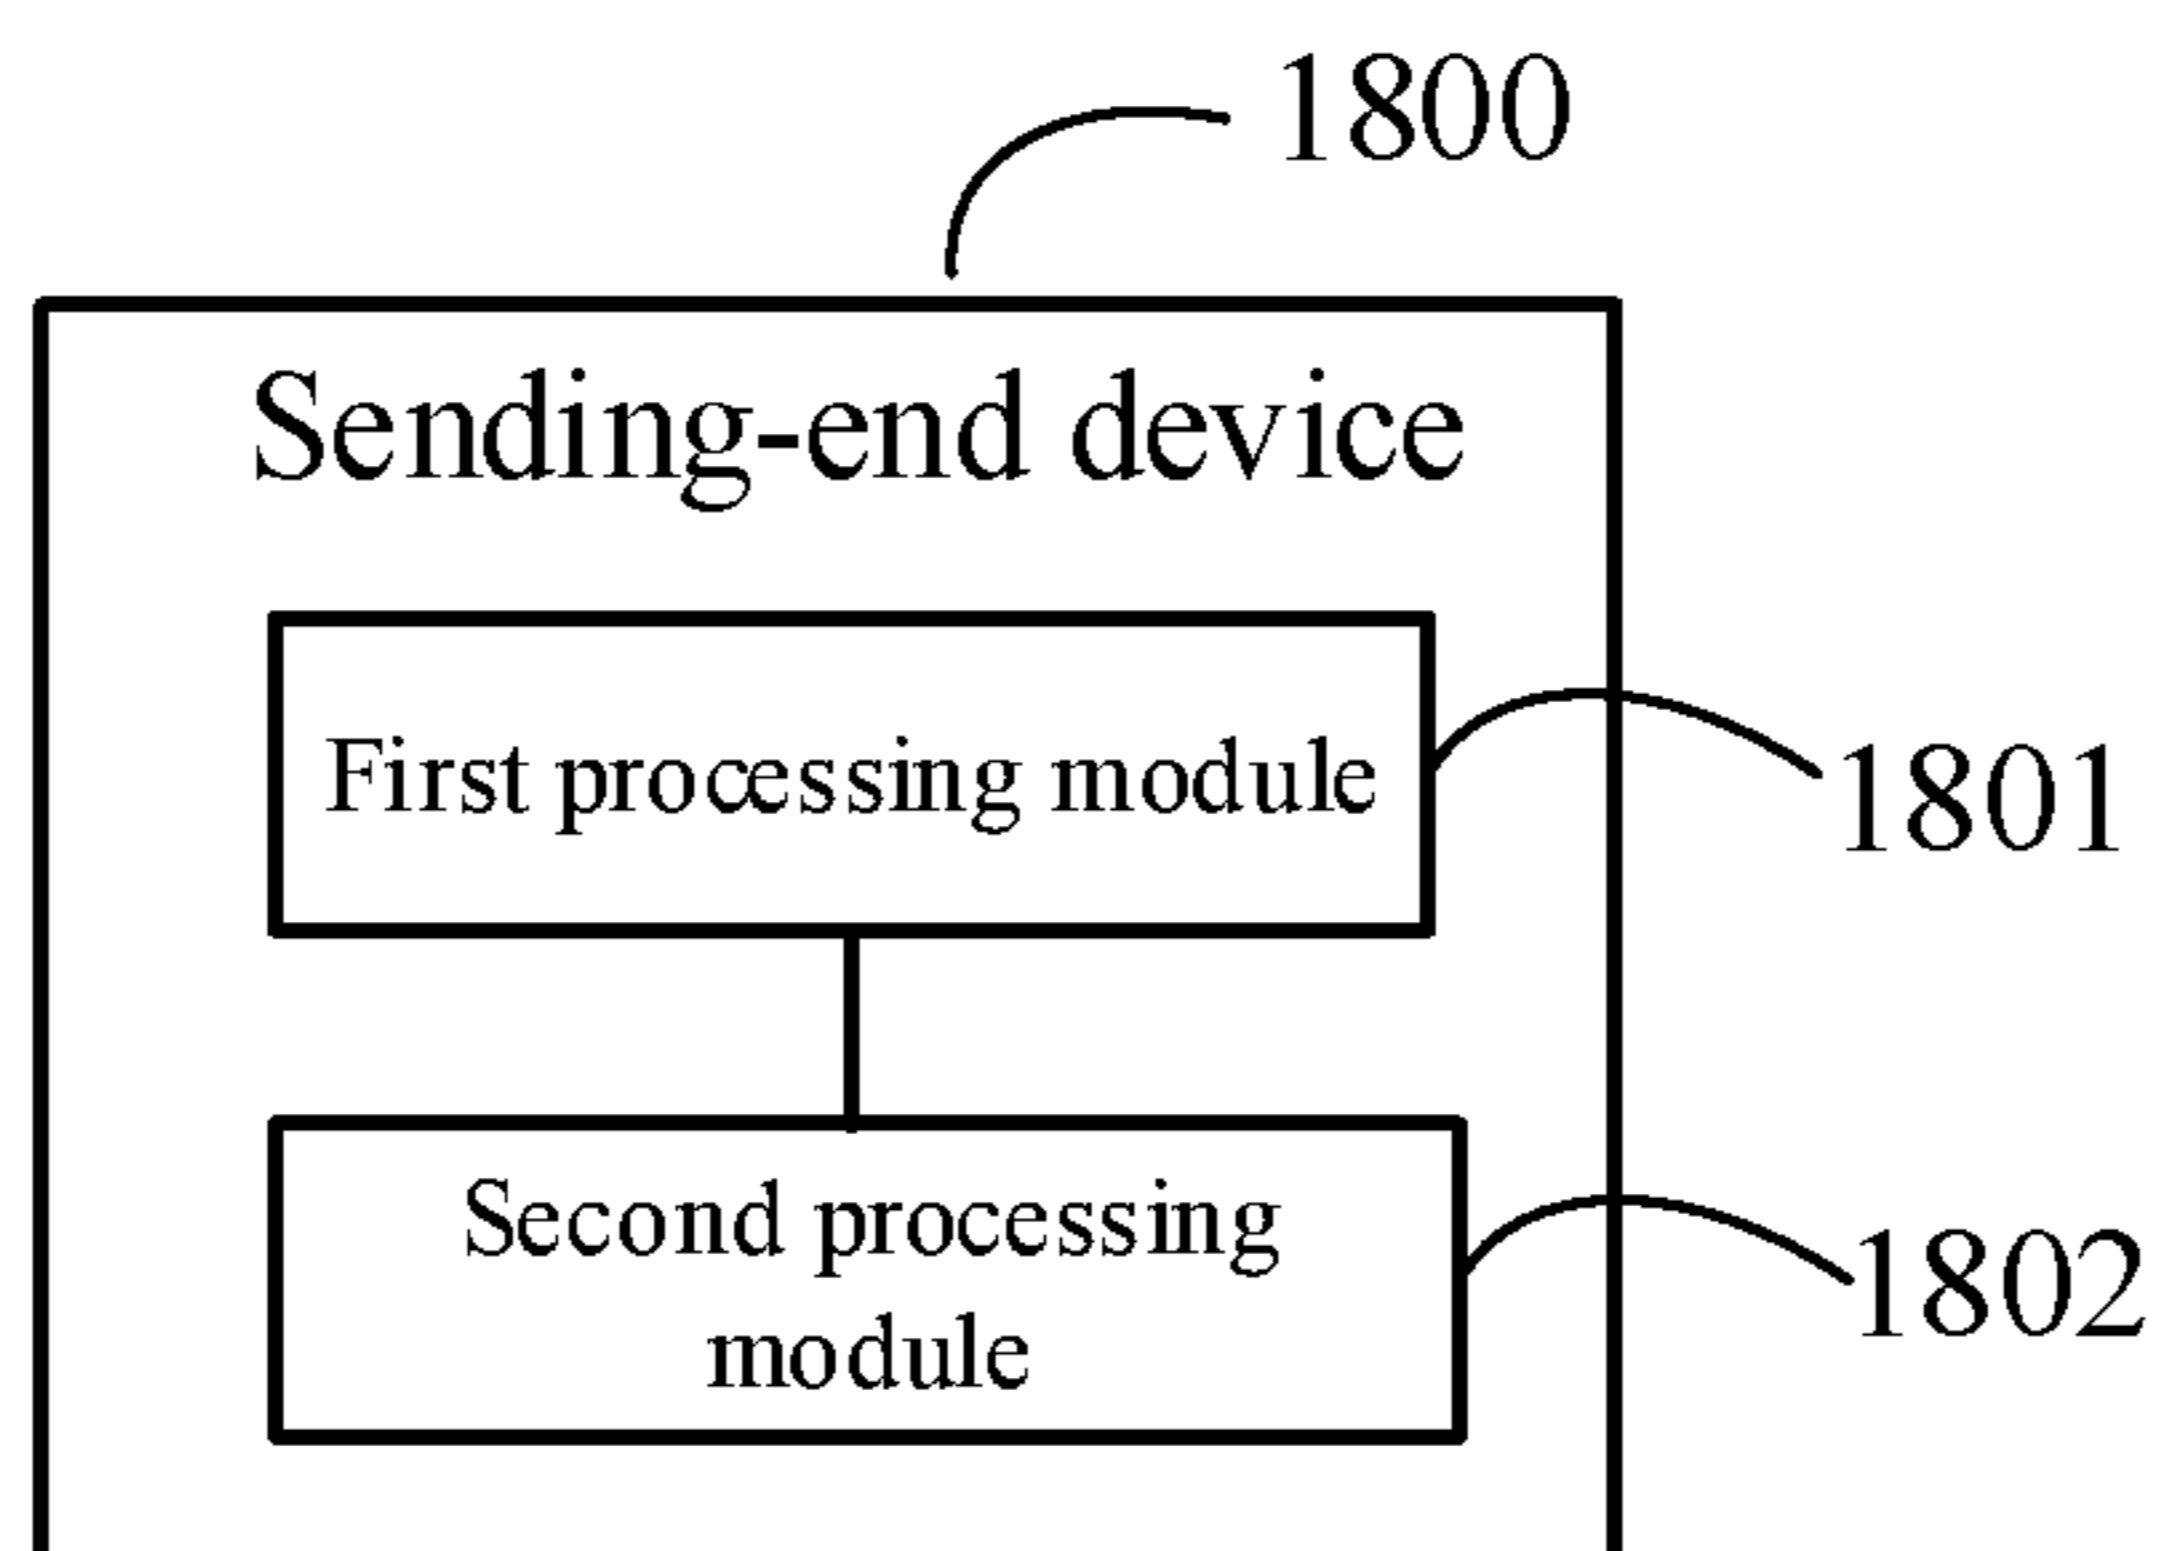 1800
Sending-end device
First processing module
1801
Second processing
module
1802